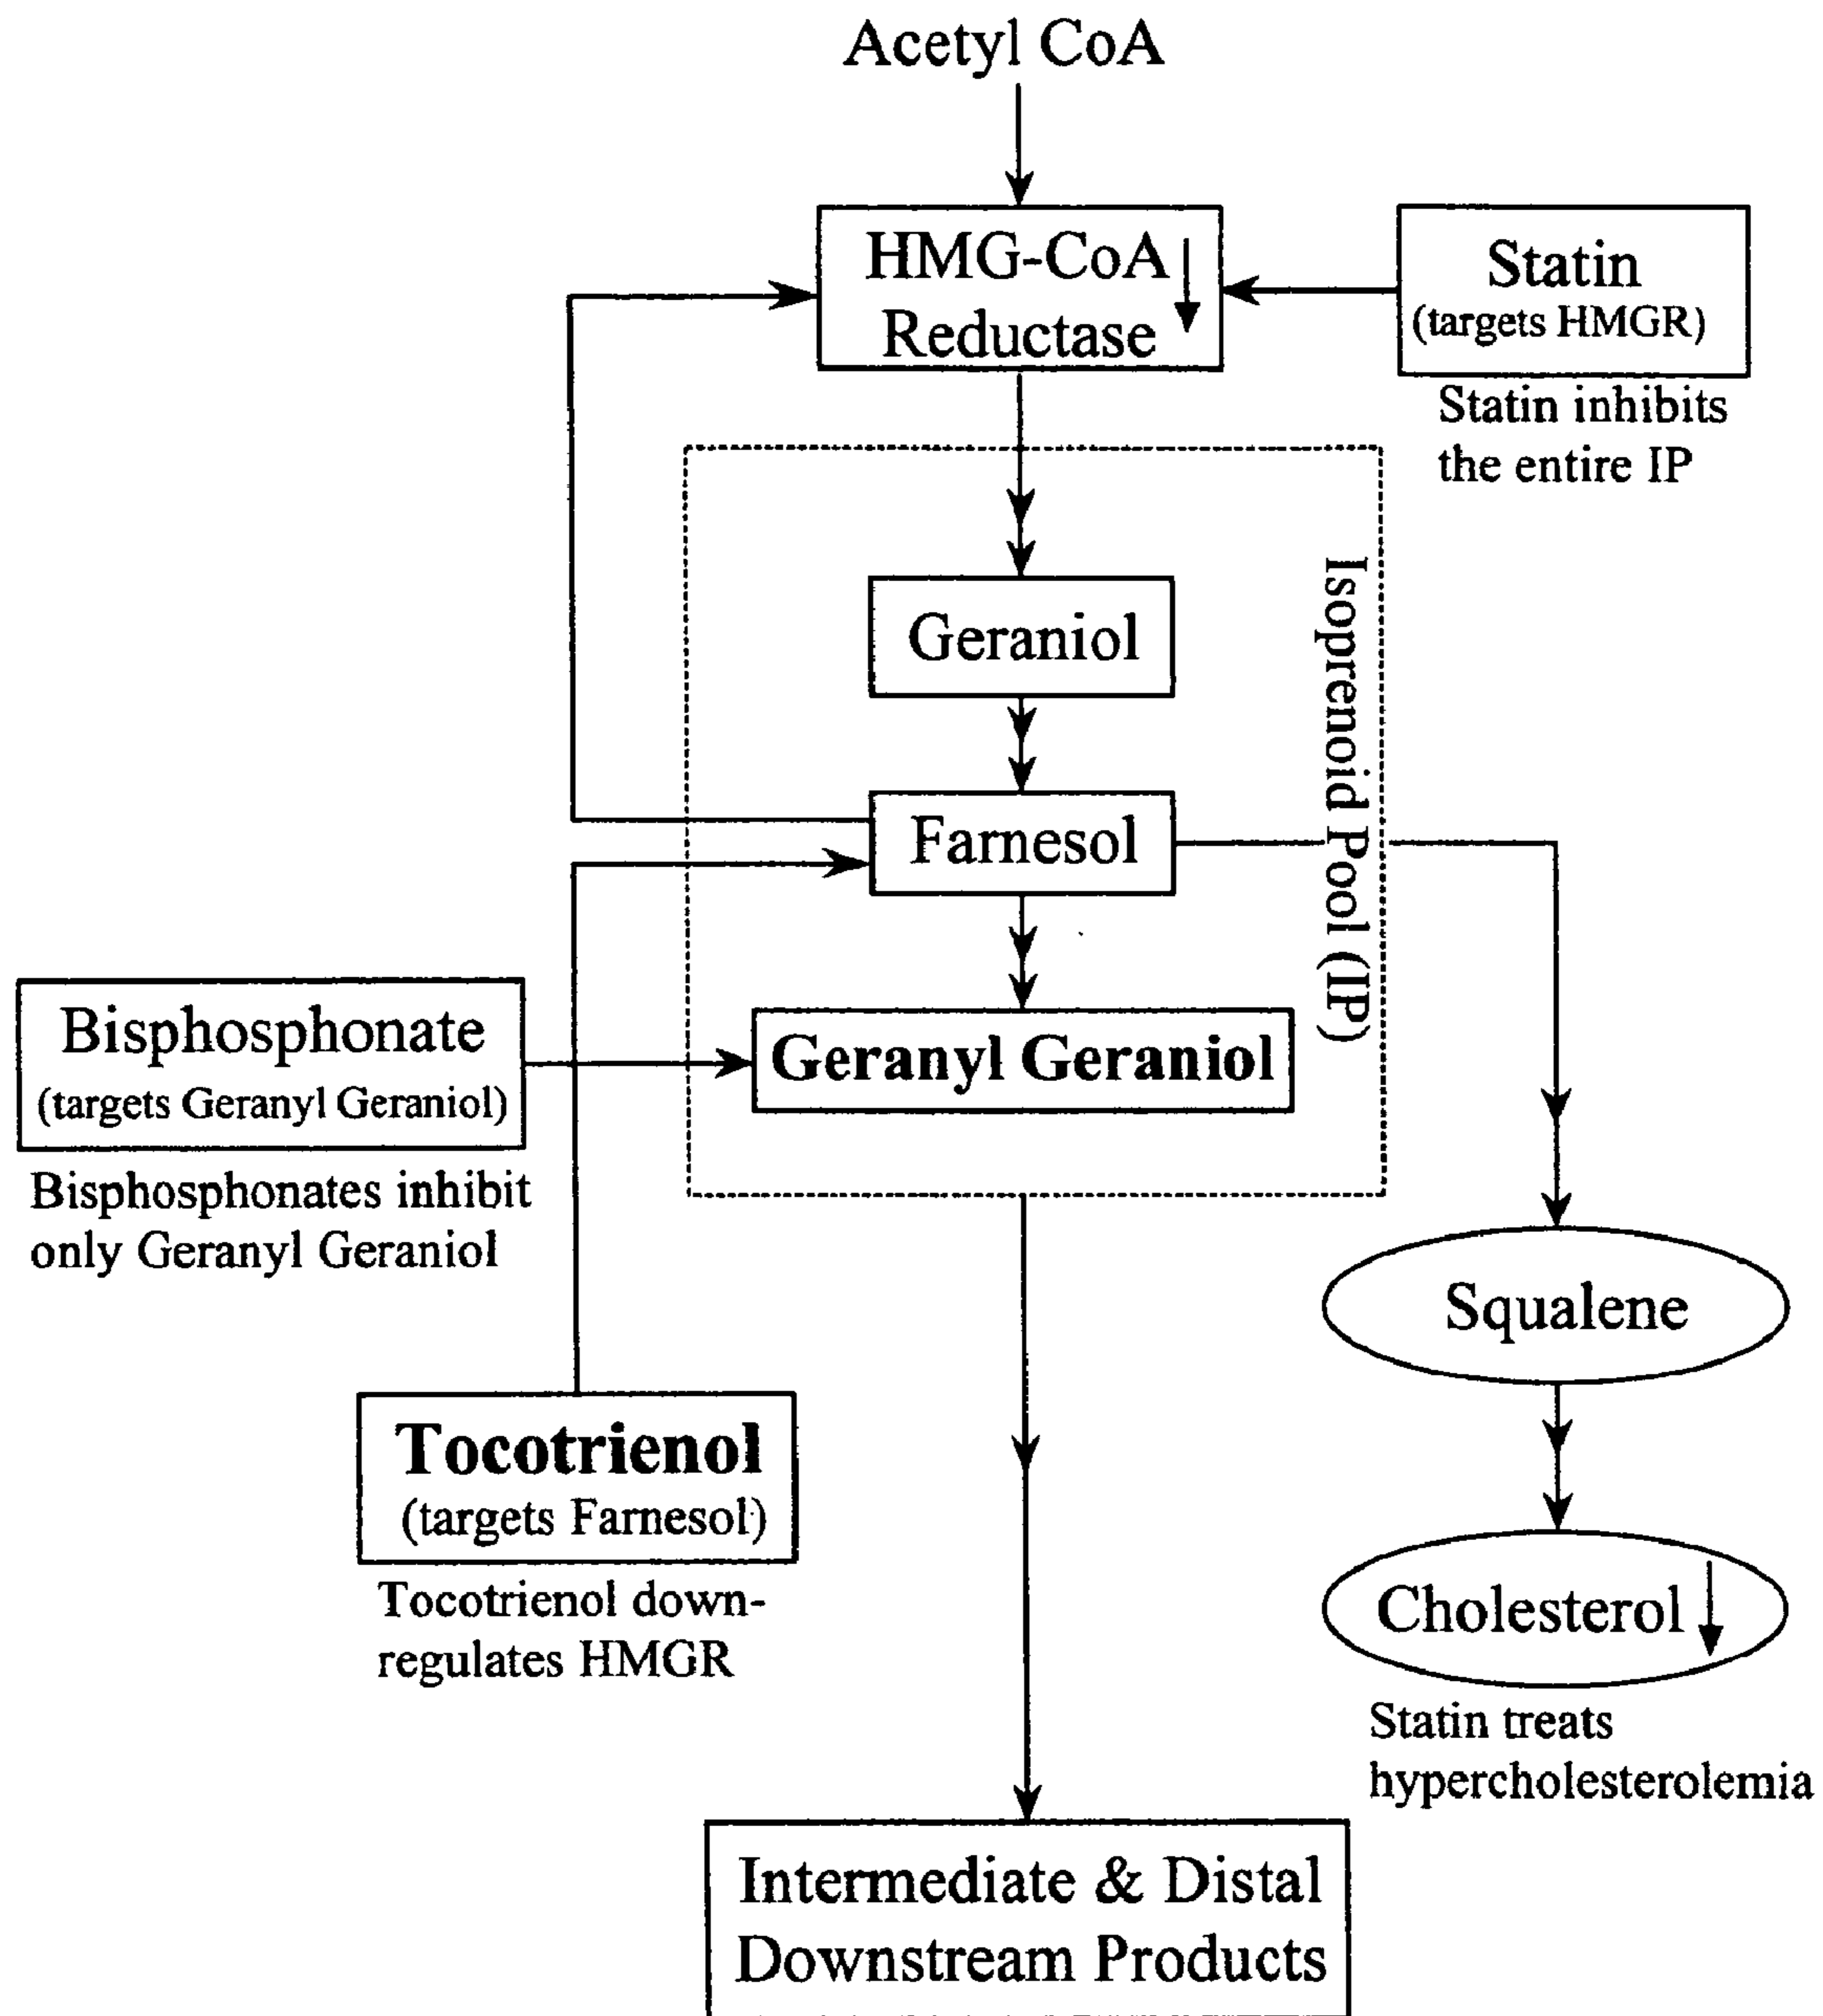 Acetyl CoA
HMG-CoA
Reductase
Statin
(targets HMGR)
Statin inhibits
the entire IP
Isoprenoid Pool (IP)
Geraniol
Farnesol
Geranyl Geraniol
Bisphosphonate
(targets Geranyl Geraniol)
Bisphosphonates inhibit
only Geranyl Geraniol
Squalene
Tocotrienol
(targets Farnesol)
Tocotrienol down-
regulates HMGR
Cholesterol
Statin treats
hypercholesterolemia
Intermediate & Distal
Downstream Products